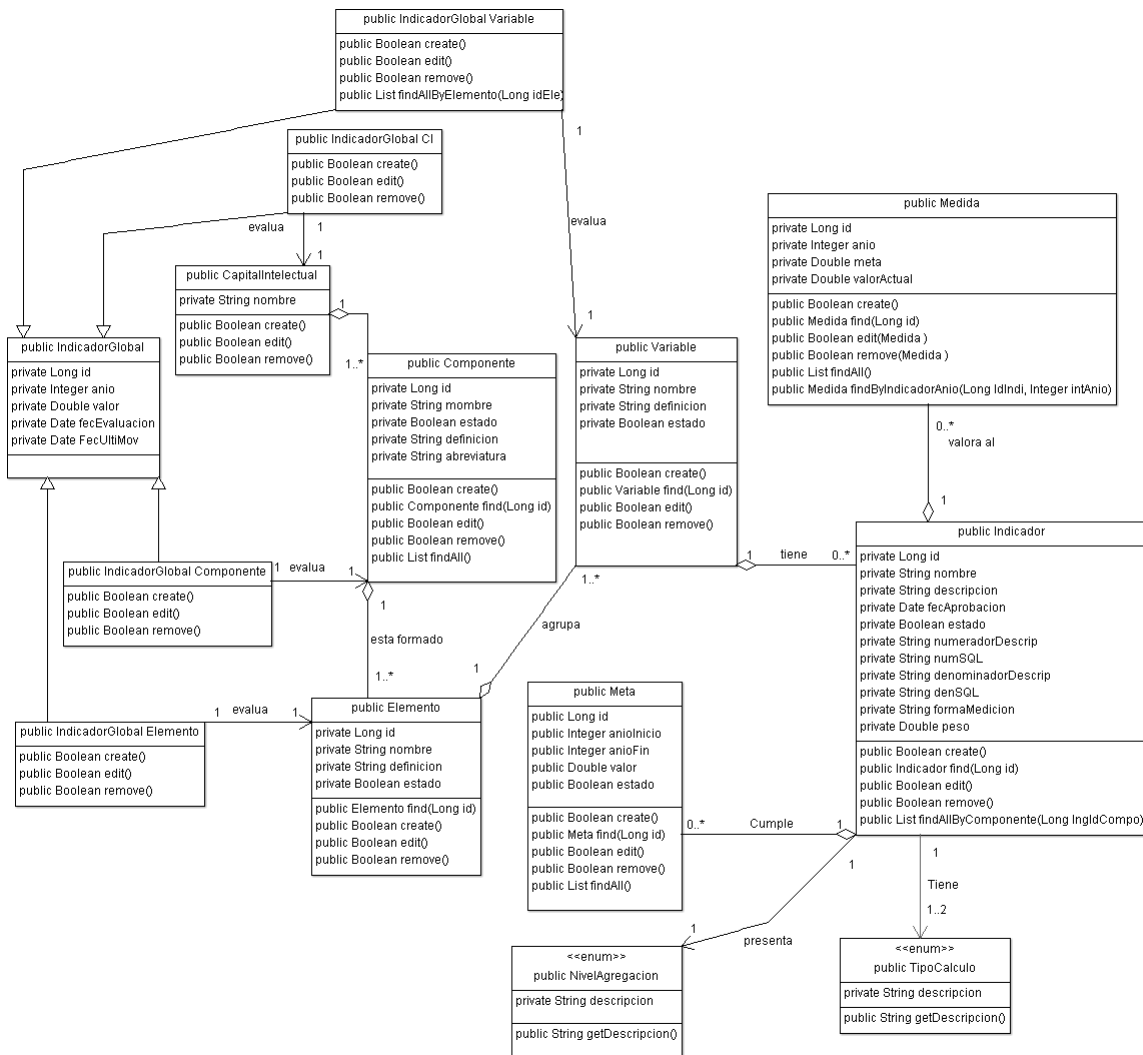 public IndicadorGlobal Variable
public Boolean create()
public Boolean edit()
public Boolean remove()
public List findAllByElemento(Long idEle)
1
evalua
1
public IndicadorGlobal CI
public Boolean create()
public Boolean edit()
public Boolean remove()
evalua
1
1
public CapitalIntelectual
private String nombre
public Boolean create()
public Boolean edit()
public Boolean remove()
1
1..*
public IndicadorGlobal
private Long id
private Integer anio
private Double valor
private Date fecEvaluacion
private Date FecUltiMov
public Componente
private Long id
private String mombre
private Boolean estado
private String definicion
private String abreviatura
public Boolean create()
public Componente find(Long id)
public Boolean edit()
public Boolean remove()
public List findAll()
public Variable
private Long id
private String nombre
private String definicion
private Boolean estado
public Boolean create()
public Variable find(Long id)
public Boolean edit()
public Boolean remove()
public Medida
private Long id
private Integer anio
private Double meta
private Double valorActual
public Boolean create()
public Medida find(Long id)
public Boolean edit(Medida )
public Boolean remove(Medida )
public List findAll()
public Medida findByIndicadorAnio(Long IdIndi, Integer intAnio)
0..*
valora al
1
1 tiene 0..*
public Indicador
private Long id
private String nombre
private String descripcion
private Date fecAprobacion
private Boolean estado
private String numeradorDescrip
private String numSQL
private String denominadorDescrip
private String denSQL
private String formaMedicion
private Double peso
public Boolean create()
public Indicador find(Long id)
public Boolean edit()
public Boolean remove()
public List findAllByComponente(Long lngIdCompo)
public IndicadorGlobal Componente
public Boolean create()
public Boolean edit()
public Boolean remove()
1 evalua 1
1
esta formado
1..*
1..*
agrupa
1
public IndicadorGlobal Elemento
public Boolean create()
public Boolean edit()
public Boolean remove()
1 evalua 1
public Elemento
private Long id
private String nombre
private String definicion
private Boolean estado
public Elemento find(Long id)
public Boolean create()
public Boolean edit()
public Boolean remove()
public Meta
public Long id
public Integer anioInicio
public Integer anioFin
public Double valor
public Boolean estado
public Boolean create()
public Meta find(Long id)
public Boolean edit()
public Boolean remove()
public List findAll()
0..* Cumple 1
1
presenta
1
1
Tiene
1..2
<<enum>>
public NivelAgregacion
private String descripcion
public String getDescripcion()
<<enum>>
public TipoCalculo
private String descripcion
public String getDescripcion()